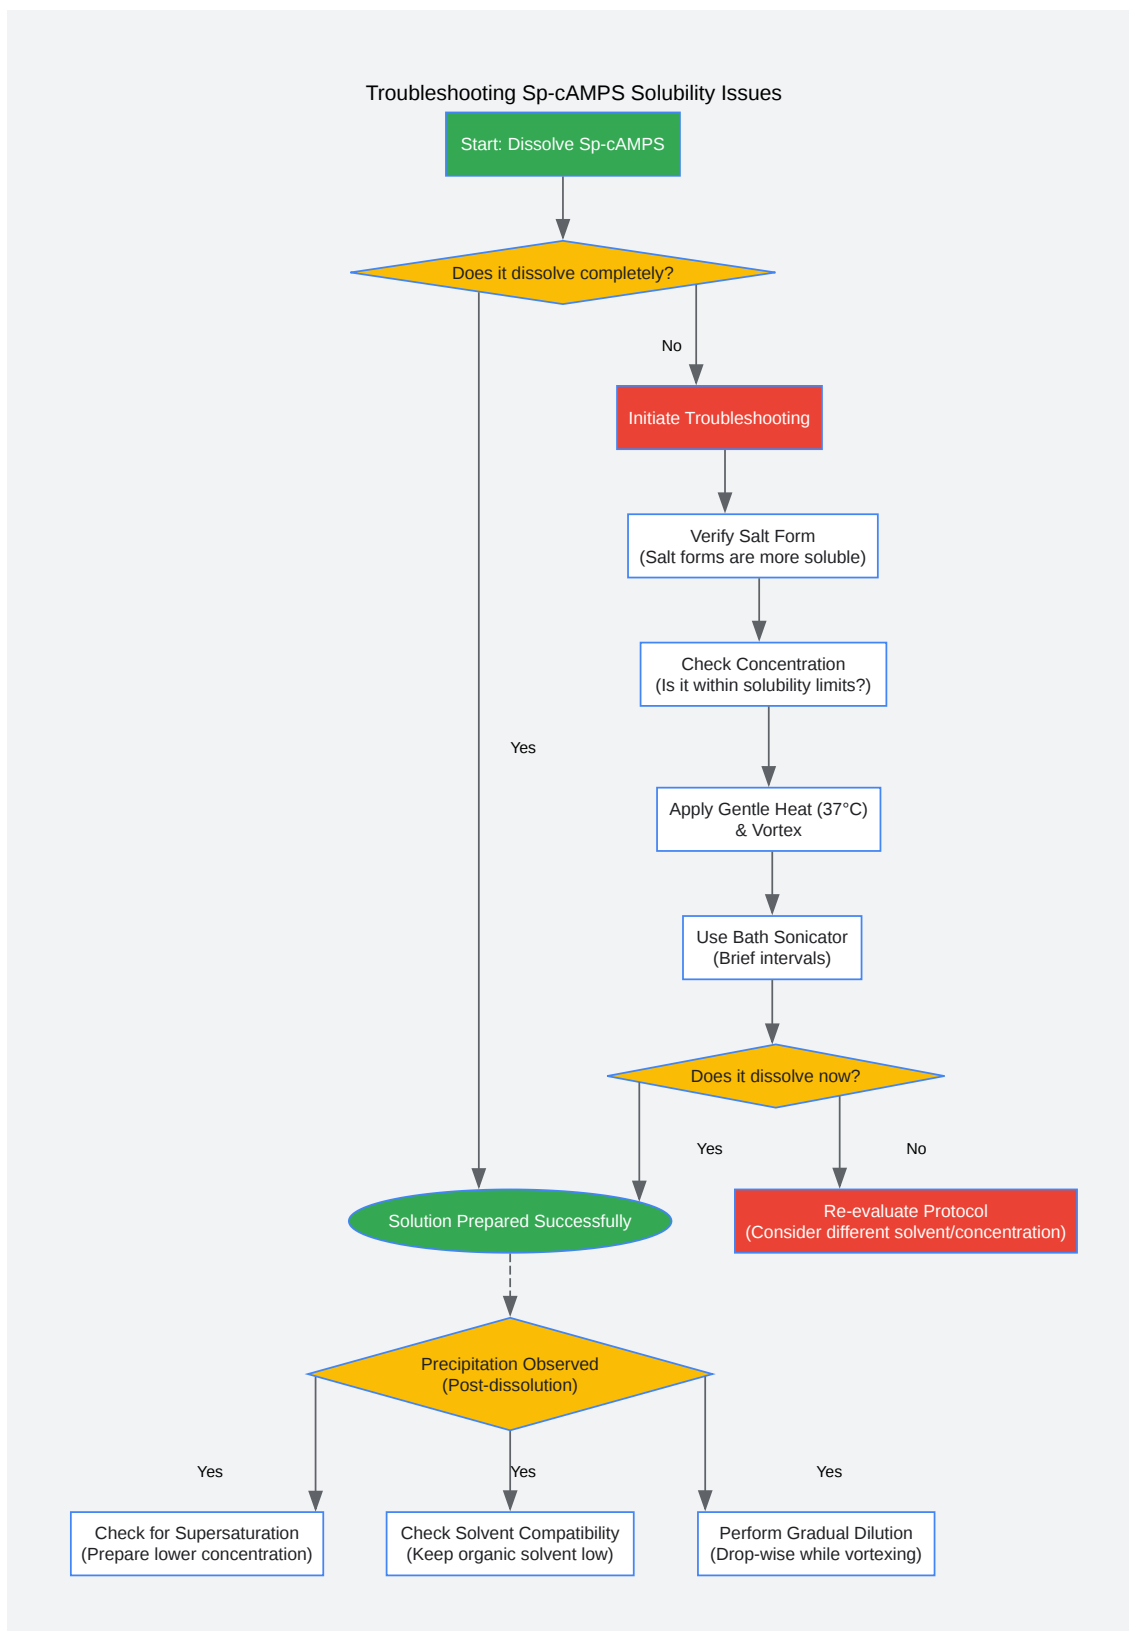 Troubleshooting Sp-cAMPS Solubility Issues
Start: Dissolve Sp-cAMPS
Does it dissolve completely?
No
Initiate Troubleshooting
Verify Salt Form
(Salt forms are more soluble)
Check Concentration
(Is it within solubility limits?)
Yes
Apply Gentle Heat (37°C)
& Vortex
Use Bath Sonicator
(Brief intervals)
Does it dissolve now?
Yes
No
Solution Prepared Successfully
Re-evaluate Protocol
(Consider different solvent/concentration)
Precipitation Observed
(Post-dissolution)
Yes
Yes
Yes
Check for Supersaturation
(Prepare lower concentration)
Check Solvent Compatibility
(Keep organic solvent low)
Perform Gradual Dilution
(Drop-wise while vortexing)